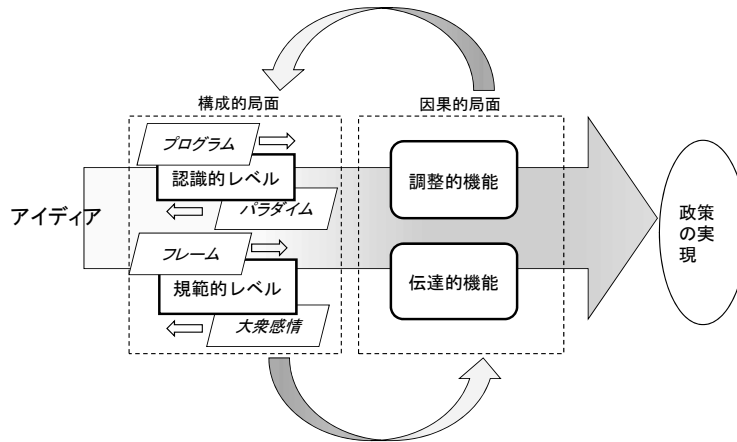 構成的局面
因果的局面
プログラム
認識的レベル
パラダイム
アイディア
フレーム
規範的レベル
大衆感情
調整的機能
伝達的機能
政策
の実
現